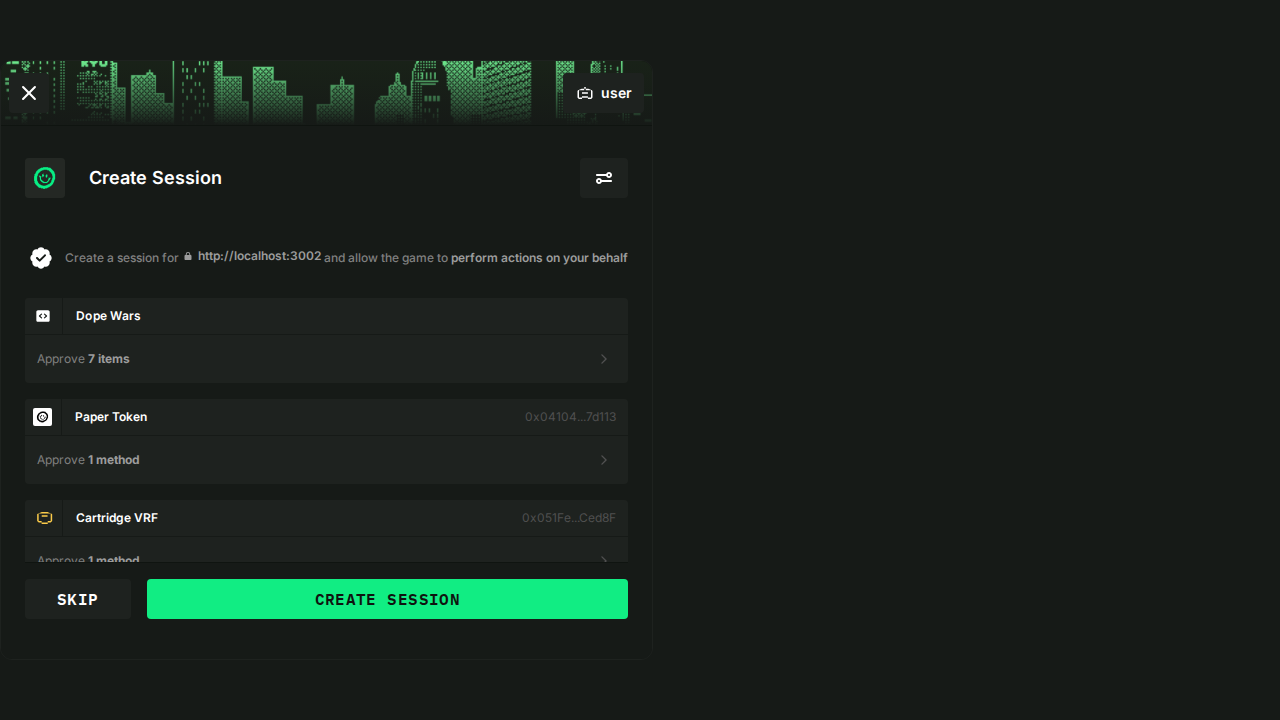 RYO
user
Create Session
Create a session for http://localhost:3002 and allow the game to perform actions on your behalf
Dope Wars
Approve 7 items
Paper Token 0x04104...7d113
Approve 1 method
Cartridge VRF 0x051Fe...Ced8F
Approve 1 method
SKIP CREATE SESSION